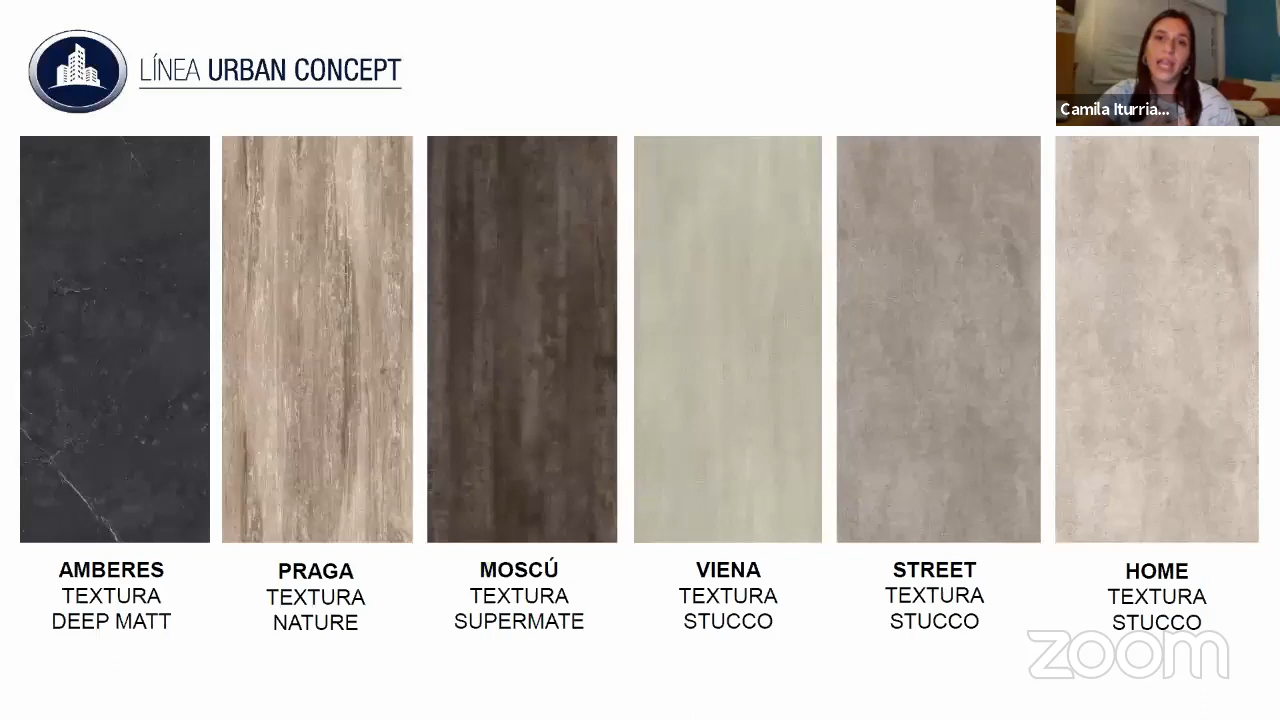 LÍNEA URBAN CONCEPT
Camila Iturria...
AMBERES
TEXTURA
DEEP MATT
PRAGA
TEXTURA
NATURE
MOSCÚ
TEXTURA
SUPERMATE
VIENA
TEXTURA
STUCCO
STREET
TEXTURA
STUCCO
HOME
TEXTURA
STUCCO
zoom